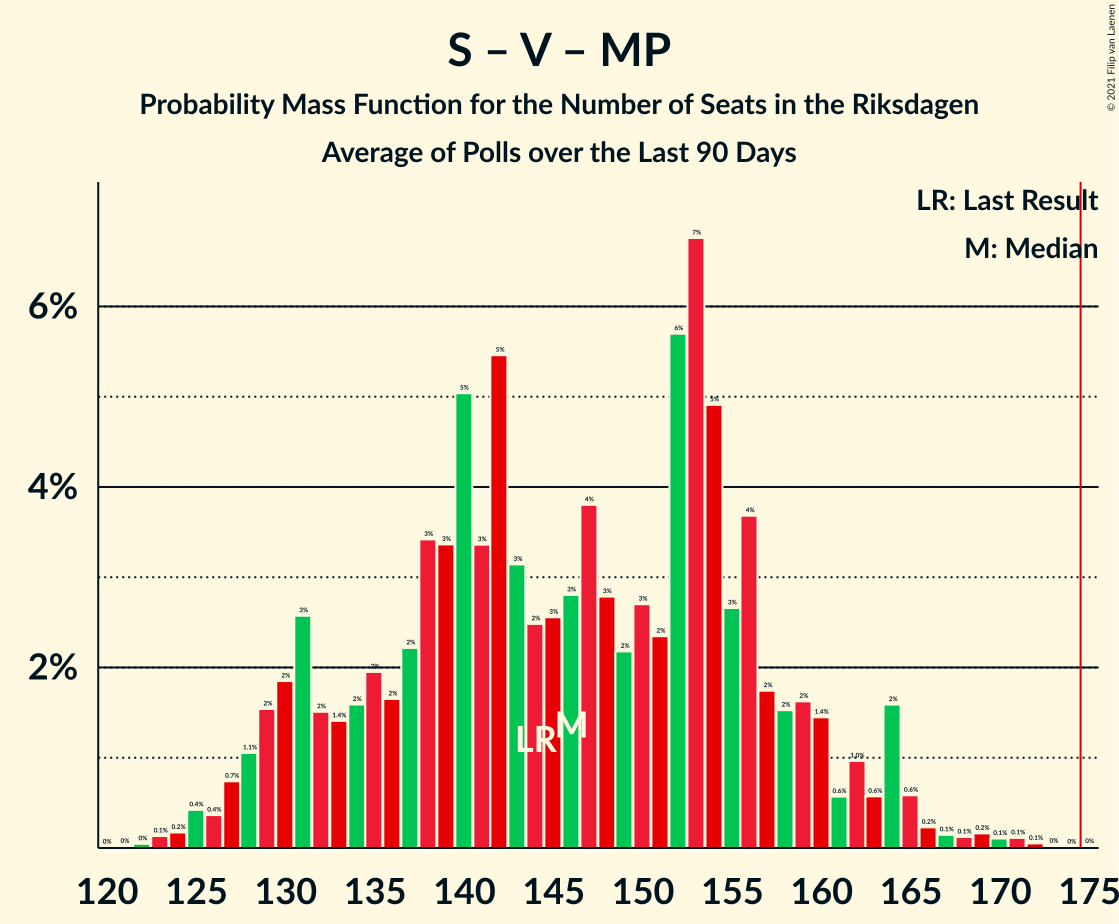 S – V – MP
Probability Mass Function for the Number of Seats in the Riksdagen
Average of Polls over the Last 90 Days
© 2021 Filip van Laenen
LR: Last Result
M: Median
6%
4%
2%
0% 0% 0% 0.1% 0.2% 0.4% 0.4% 0.7% 1.1% 2% 2% 3% 2% 1.4% 2% 2% 2% 2% 3% 3% 5% 3% 5% 3% 2% 3% 3% 4% 3% 2% 3% 2% 6% 7% 5% 3% 4% 2% 2% 2% 1.4% 0.6% 1.0% 0.6% 2% 0.6% 0.2% 0.1% 0.1% 0.2% 0.1% 0.1% 0.1% 0% 0% 0%
LR M
120 125 130 135 140 145 150 155 160 165 170 175